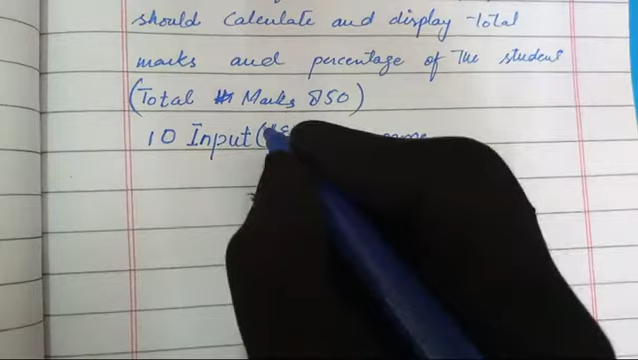 should calculate and display total
marks and percentage of the student
(Total Marks 850)
10 Input("E